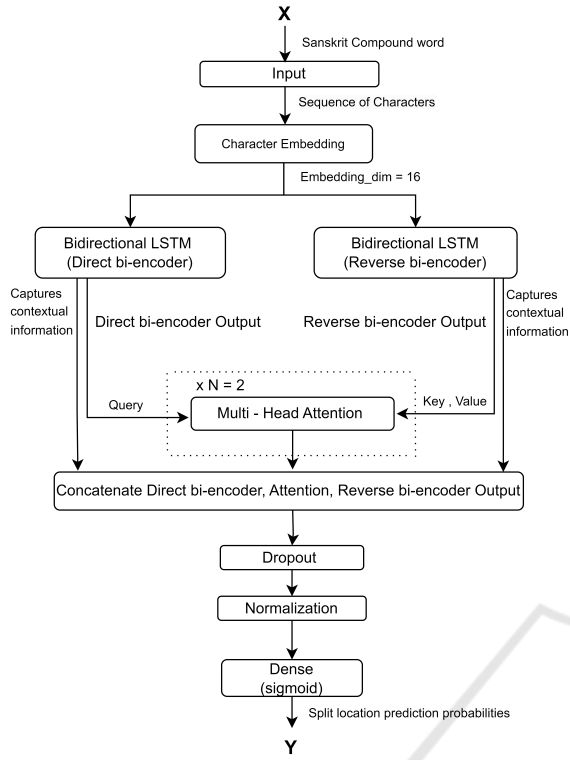 X
Sanskrit Compound word
Input
Sequence of Characters
Character Embedding
Embedding_dim = 16
Bidirectional LSTM
(Direct bi-encoder)
Bidirectional LSTM
(Reverse bi-encoder)
Captures
contextual
information
Direct bi-encoder Output
Reverse bi-encoder Output
Captures
contextual
information
x N = 2
Query
Multi - Head Attention
Key , Value
Concatenate Direct bi-encoder, Attention, Reverse bi-encoder Output
Dropout
Normalization
Dense
(sigmoid)
Split location prediction probabilities
Y